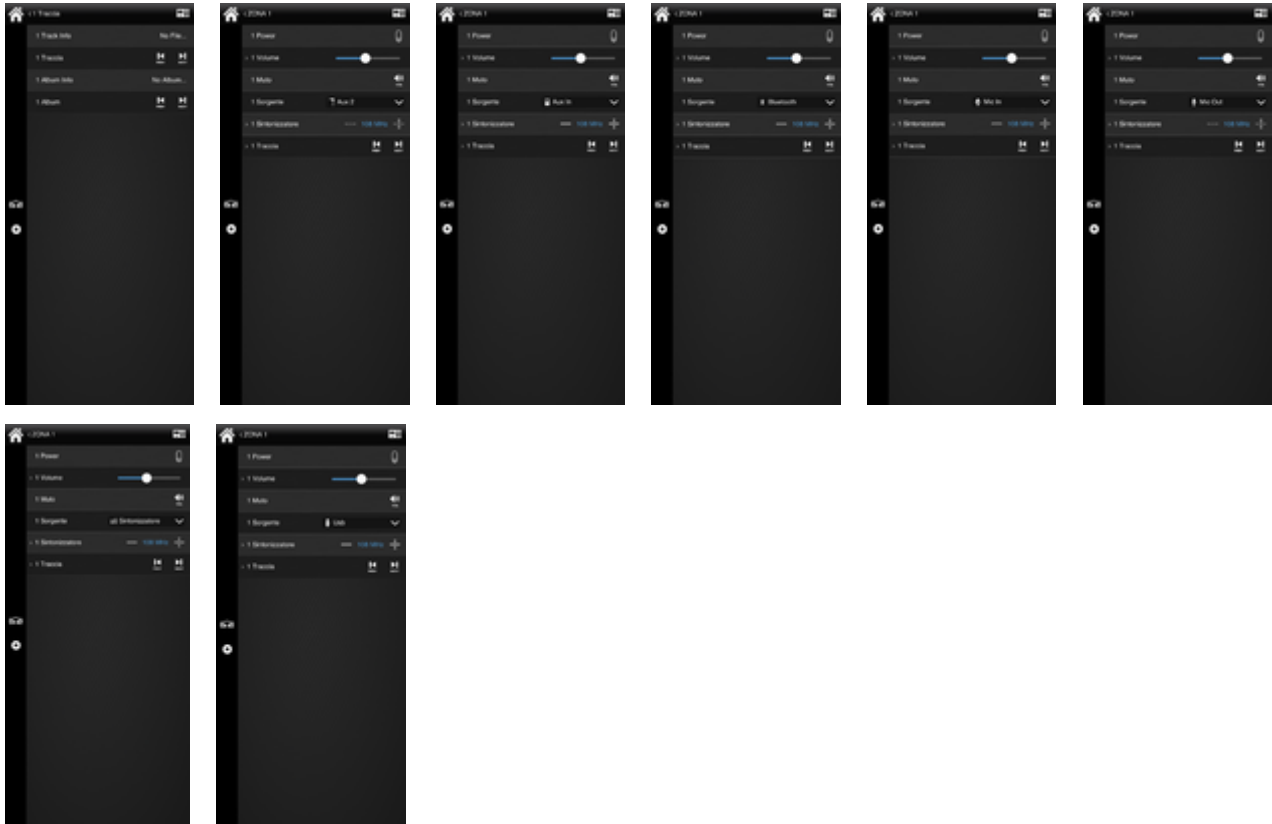 ‹ 1 Traccia
1 Track Info No File...
1 Traccia
1 Album Info No Album...
1 Album
‹ ZONA 1
1 Power
1 Volume
1 Muto
1 Sorgente Aux 2
1 Sintonizzatore 108 MHz
1 Traccia
‹ ZONA 1
1 Power
1 Volume
1 Muto
1 Sorgente Aux In
1 Sintonizzatore 108 MHz
1 Traccia
‹ ZONA 1
1 Power
1 Volume
1 Muto
1 Sorgente Bluetooth
1 Sintonizzatore 108 MHz
1 Traccia
‹ ZONA 1
1 Power
1 Volume
1 Muto
1 Sorgente Mic In
1 Sintonizzatore 108 MHz
1 Traccia
‹ ZONA 1
1 Power
1 Volume
1 Muto
1 Sorgente Mic Out
1 Sintonizzatore 108 MHz
1 Traccia
‹ ZONA 1
1 Power
1 Volume
1 Muto
1 Sorgente Sintonizzatore
1 Sintonizzatore 108 MHz
1 Traccia
‹ ZONA 1
1 Power
1 Volume
1 Muto
1 Sorgente Usb
1 Sintonizzatore 108 MHz
1 Traccia